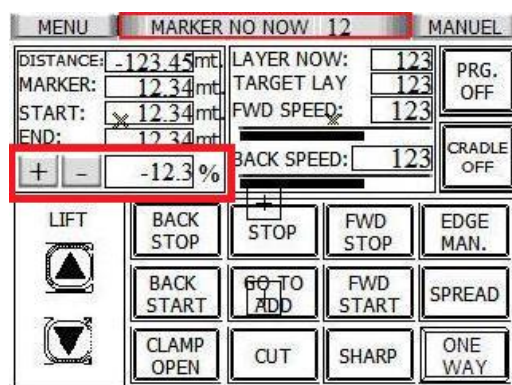 MENU MARKER NO NOW 12 MANUEL
DISTANCE: -123.45 mt.
MARKER: 12.34 mt.
START: 12.34 mt.
END: 12.34 mt.
+ - -12.3 %
LAYER NOW: 123
TARGET LAY 123
FWD SPEED: 123
BACK SPEED: 123
PRG.
OFF
CRADLE
OFF
LIFT
BACK
STOP
STOP
FWD
STOP
EDGE
MAN.
BACK
START
GO TO
ADD
FWD
START
SPREAD
CLAMP
OPEN
CUT
SHARP
ONE
WAY